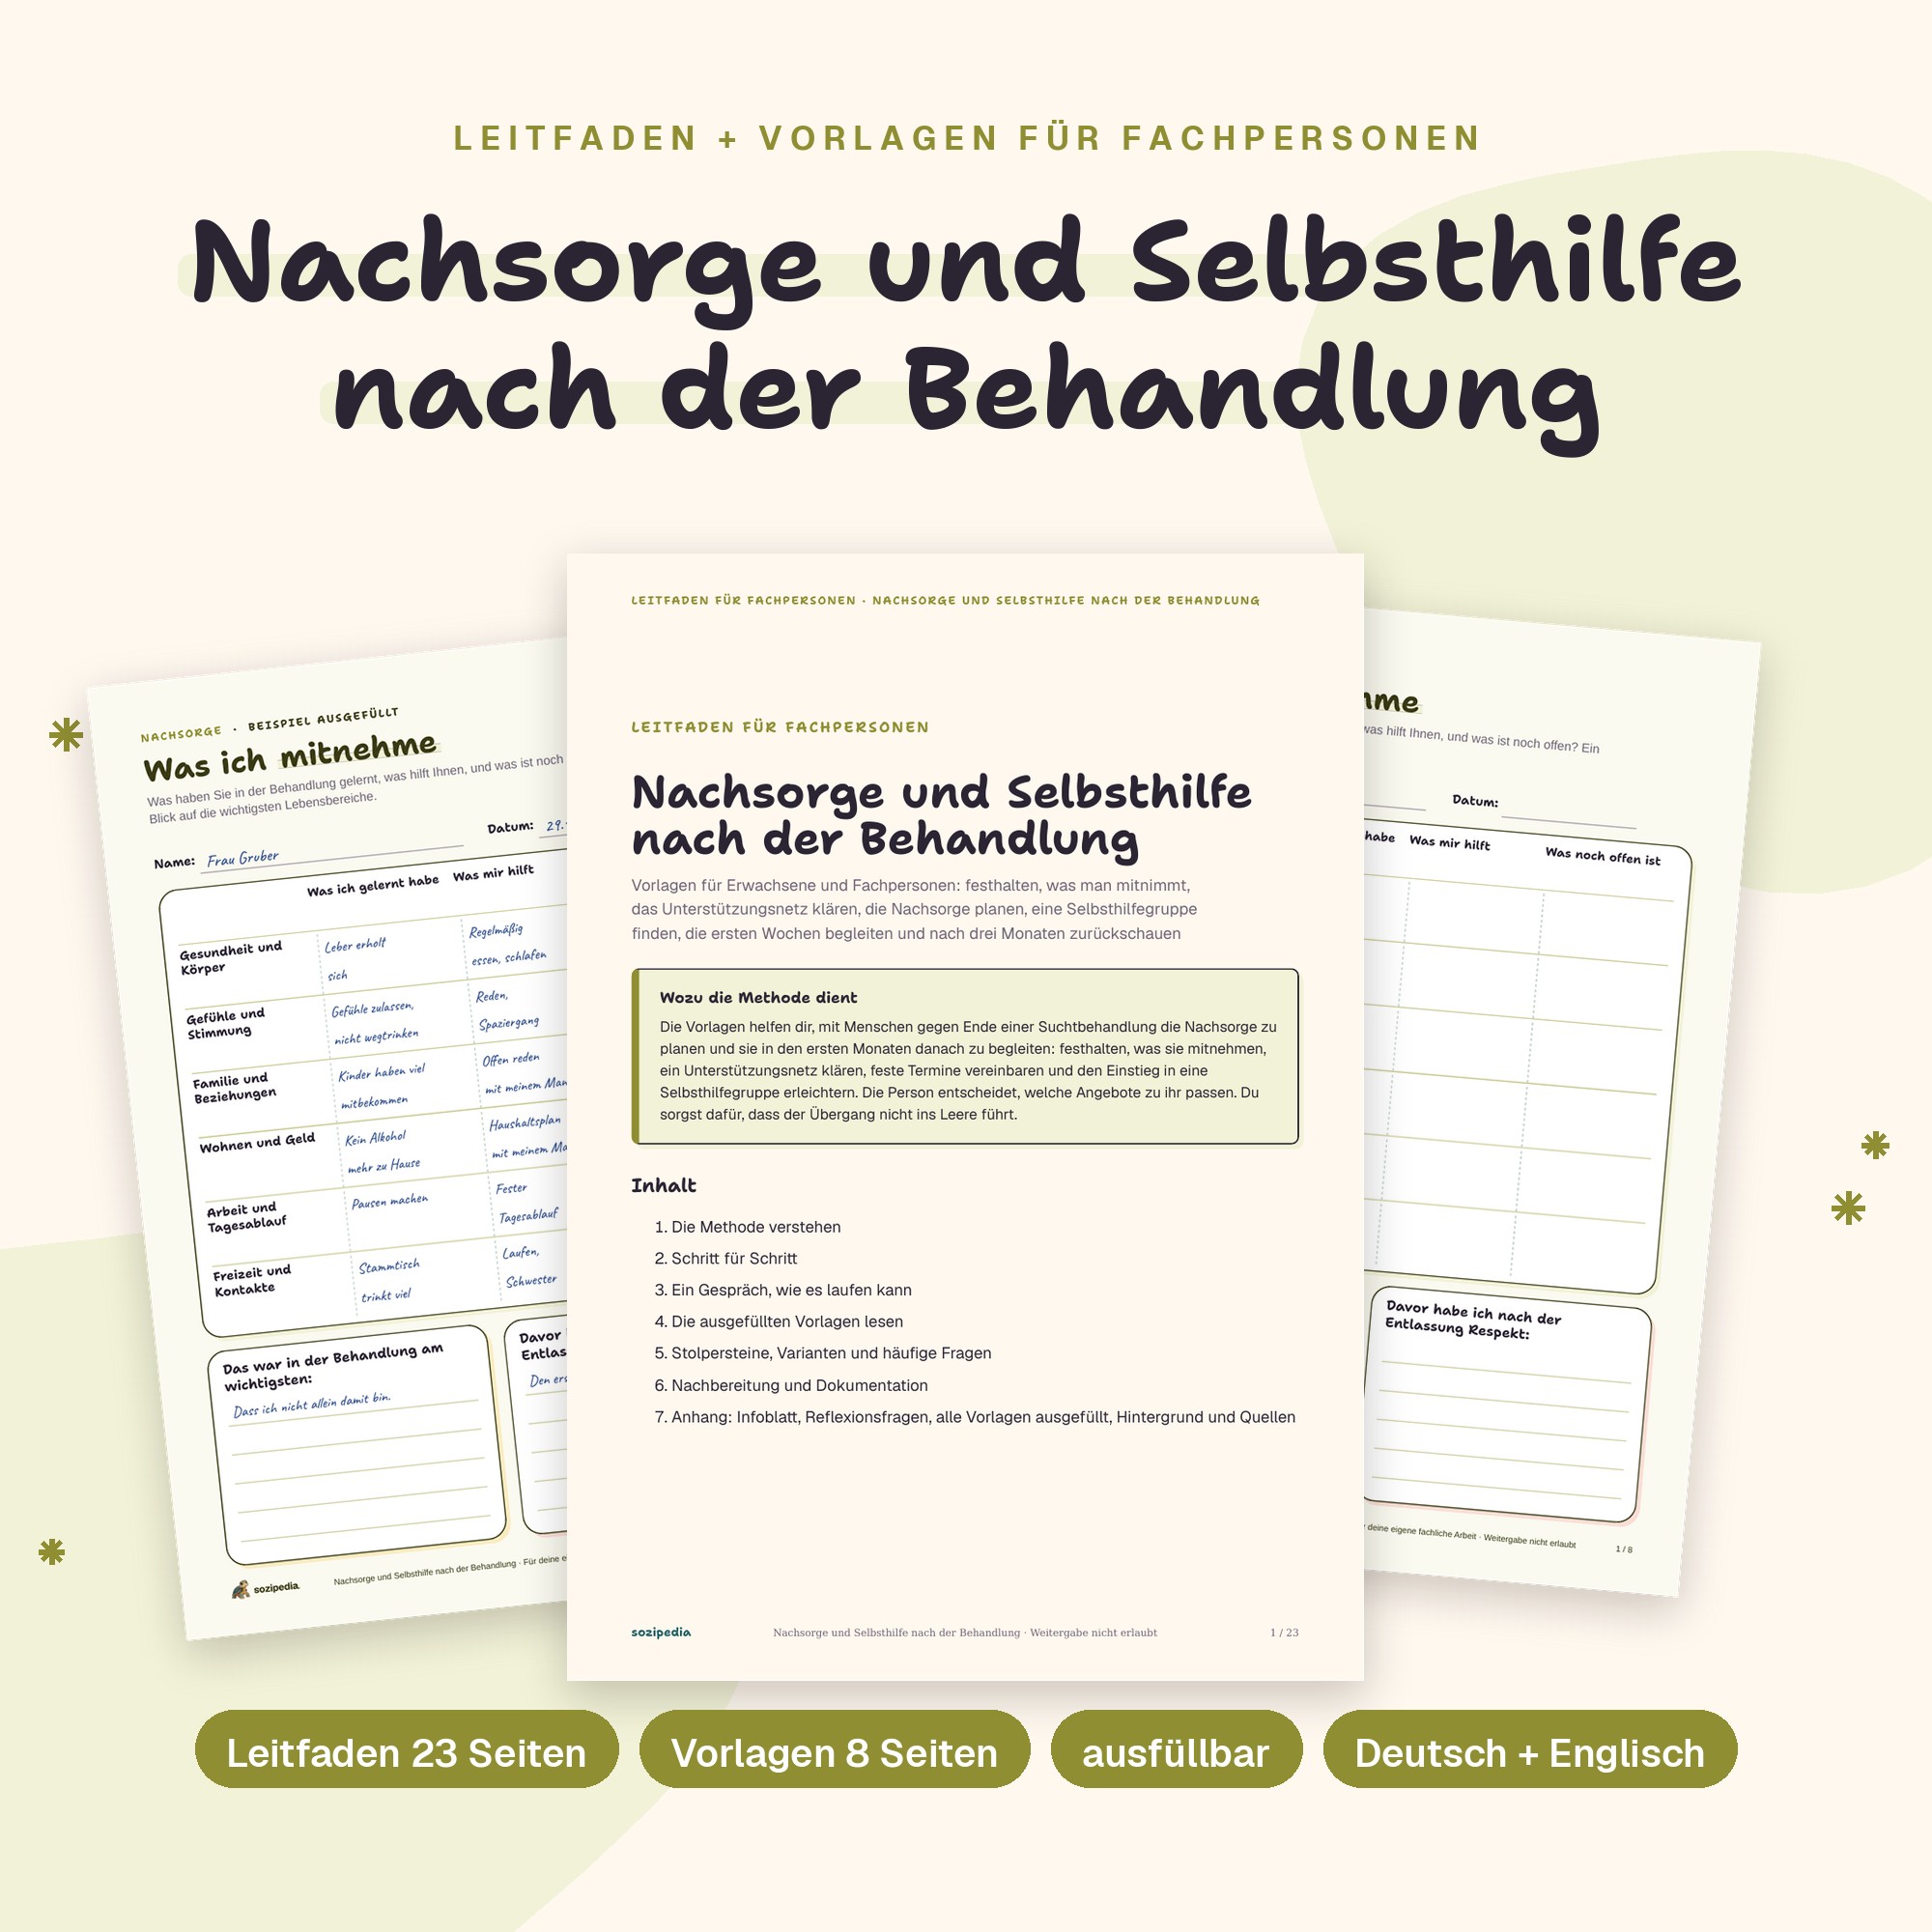 LEITFADEN + VORLAGEN FÜR FACHPERSONEN
Nachsorge und Selbsthilfe
nach der Behandlung
NACHSORGE · BEISPIEL AUSGEFÜLLT
Was ich mitnehme
Was haben Sie in der Behandlung gelernt, was hilft Ihnen, und was ist noch
Blick auf die wichtigsten Lebensbereiche.
Datum: 29.
Name: Frau Gruber
Was ich gelernt habe Was mir hilft
Gesundheit und
Körper
Leber erholt
sich
Regelmäßig
essen, schlafen
Gefühle und
Stimmung
Gefühle zulassen,
nicht wegtrinken
Reden,
Spaziergang
Familie und
Beziehungen
Kinder haben viel
mitbekommen
Offen reden
mit meinem
Wohnen und Geld
Kein Alkohol
mehr zu Hause
Haushaltsplan
mit meinem
Arbeit und
Tagesablauf
Pausen machen
Fester
Tagesablauf
Freizeit und
Kontakte
Stammtisch
trinkt viel
Laufen,
Schwester
Das war in der Behandlung am
wichtigsten:
Dass ich nicht allein damit bin.
Davor
Den
sozipedia
Nachsorge und Selbsthilfe nach der Behandlung · Für deine
LEITFADEN FÜR FACHPERSONEN · NACHSORGE UND SELBSTHILFE NACH DER BEHANDLUNG
LEITFADEN FÜR FACHPERSONEN
Nachsorge und Selbsthilfe
nach der Behandlung
Vorlagen für Erwachsene und Fachpersonen: festhalten, was man mitnimmt,
das Unterstützungsnetz klären, die Nachsorge planen, eine Selbsthilfegruppe
finden, die ersten Wochen begleiten und nach drei Monaten zurückschauen
Wozu die Methode dient
Die Vorlagen helfen dir, mit Menschen gegen Ende einer Suchtbehandlung die Nachsorge zu
planen und sie in den ersten Monaten danach zu begleiten: festhalten, was sie mitnehmen,
ein Unterstützungsnetz klären, feste Termine vereinbaren und den Einstieg in eine
Selbsthilfegruppe erleichtern. Die Person entscheidet, welche Angebote zu ihr passen. Du
sorgst dafür, dass der Übergang nicht ins Leere führt.
Inhalt
1. Die Methode verstehen
2. Schritt für Schritt
3. Ein Gespräch, wie es laufen kann
4. Die ausgefüllten Vorlagen lesen
5. Stolpersteine, Varianten und häufige Fragen
6. Nachbereitung und Dokumentation
7. Anhang: Infoblatt, Reflexionsfragen, alle Vorlagen ausgefüllt, Hintergrund und Quellen
sozipedia
Nachsorge und Selbsthilfe nach der Behandlung · Weitergabe nicht erlaubt
1 / 23
was hilft Ihnen, und was ist noch offen? Ein
Datum:
habe Was mir hilft Was noch offen ist
Davor habe ich nach der
Entlassung Respekt:
deine eigene fachliche Arbeit · Weitergabe nicht erlaubt
1 / 8
Leitfaden 23 Seiten
Vorlagen 8 Seiten
ausfüllbar
Deutsch + Englisch